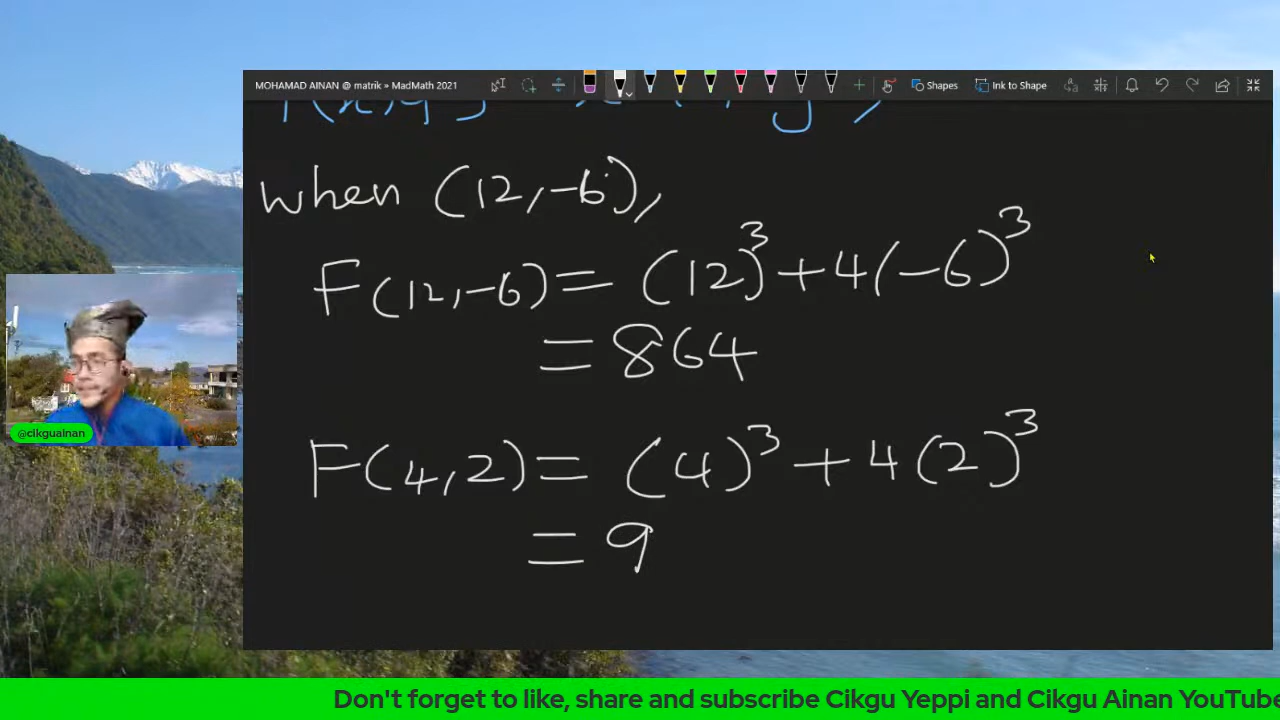 MOHAMAD AINAN @ matrik » MadMath 2021
Shapes
Ink to Shape
when (12,-6),
F(12,-6) = (12)³+4(-6)³
= 864
F(4,2) = (4)³ + 4(2)³
= 9
@cikguainan
Don't forget to like, share and subscribe Cikgu Yeppi and Cikgu Ainan YouTube